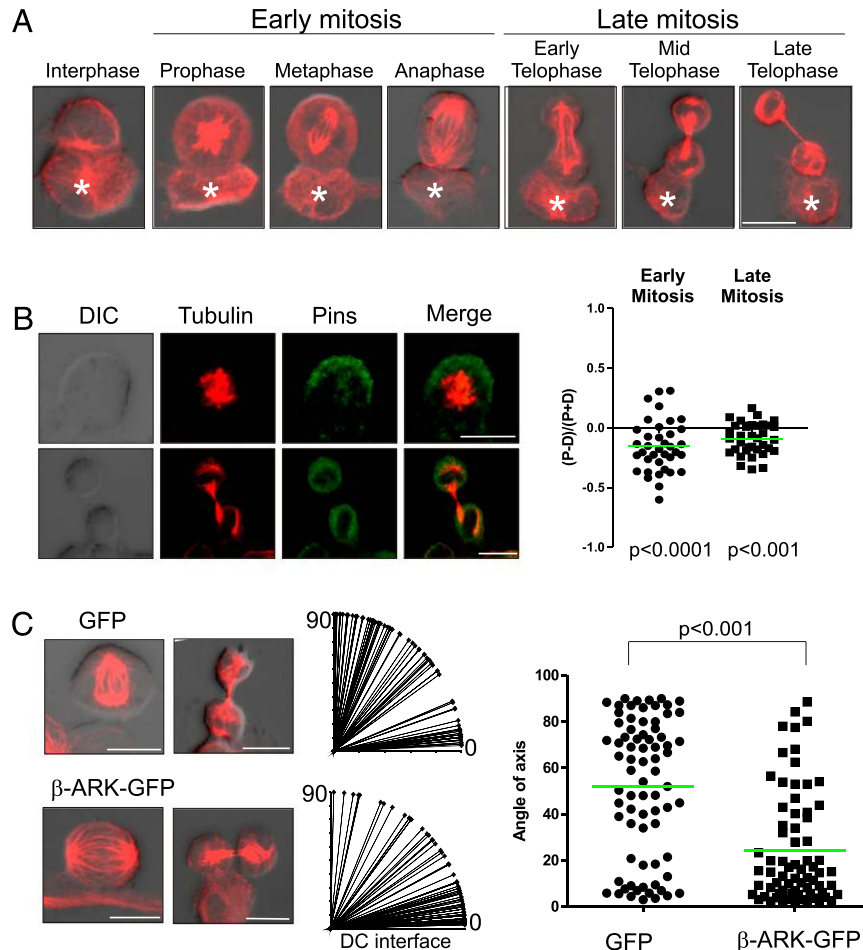 A
Early mitosis
Late mitosis
Interphase
Prophase
Metaphase
Anaphase
Early
Telophase
Mid
Telophase
Late
Telophase
*
*
*
*
*
*
*
B
DIC
Tubulin
Pins
Merge
Early
Mitosis
Late
Mitosis
(P-D)/(P+D)
1.0
0.5
0.0
-0.5
-1.0
p<0.0001
p<0.001
C
GFP
90
0
β-ARK-GFP
90
0
DC interface
p<0.001
Angle of axis
100
80
60
40
20
0
GFP
β-ARK-GFP